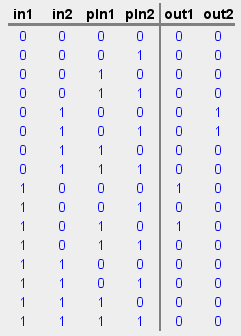 in1 in2 pln1 pln2 out1 out2
0 0 0 0 0 0
0 0 0 1 0 0
0 0 1 0 0 0
0 0 1 1 0 0
0 1 0 0 0 1
0 1 0 1 0 1
0 1 1 0 0 0
0 1 1 1 0 0
1 0 0 0 1 0
1 0 0 1 0 0
1 0 1 0 1 0
1 0 1 1 0 0
1 1 0 0 0 0
1 1 0 1 0 0
1 1 1 0 0 0
1 1 1 1 0 0